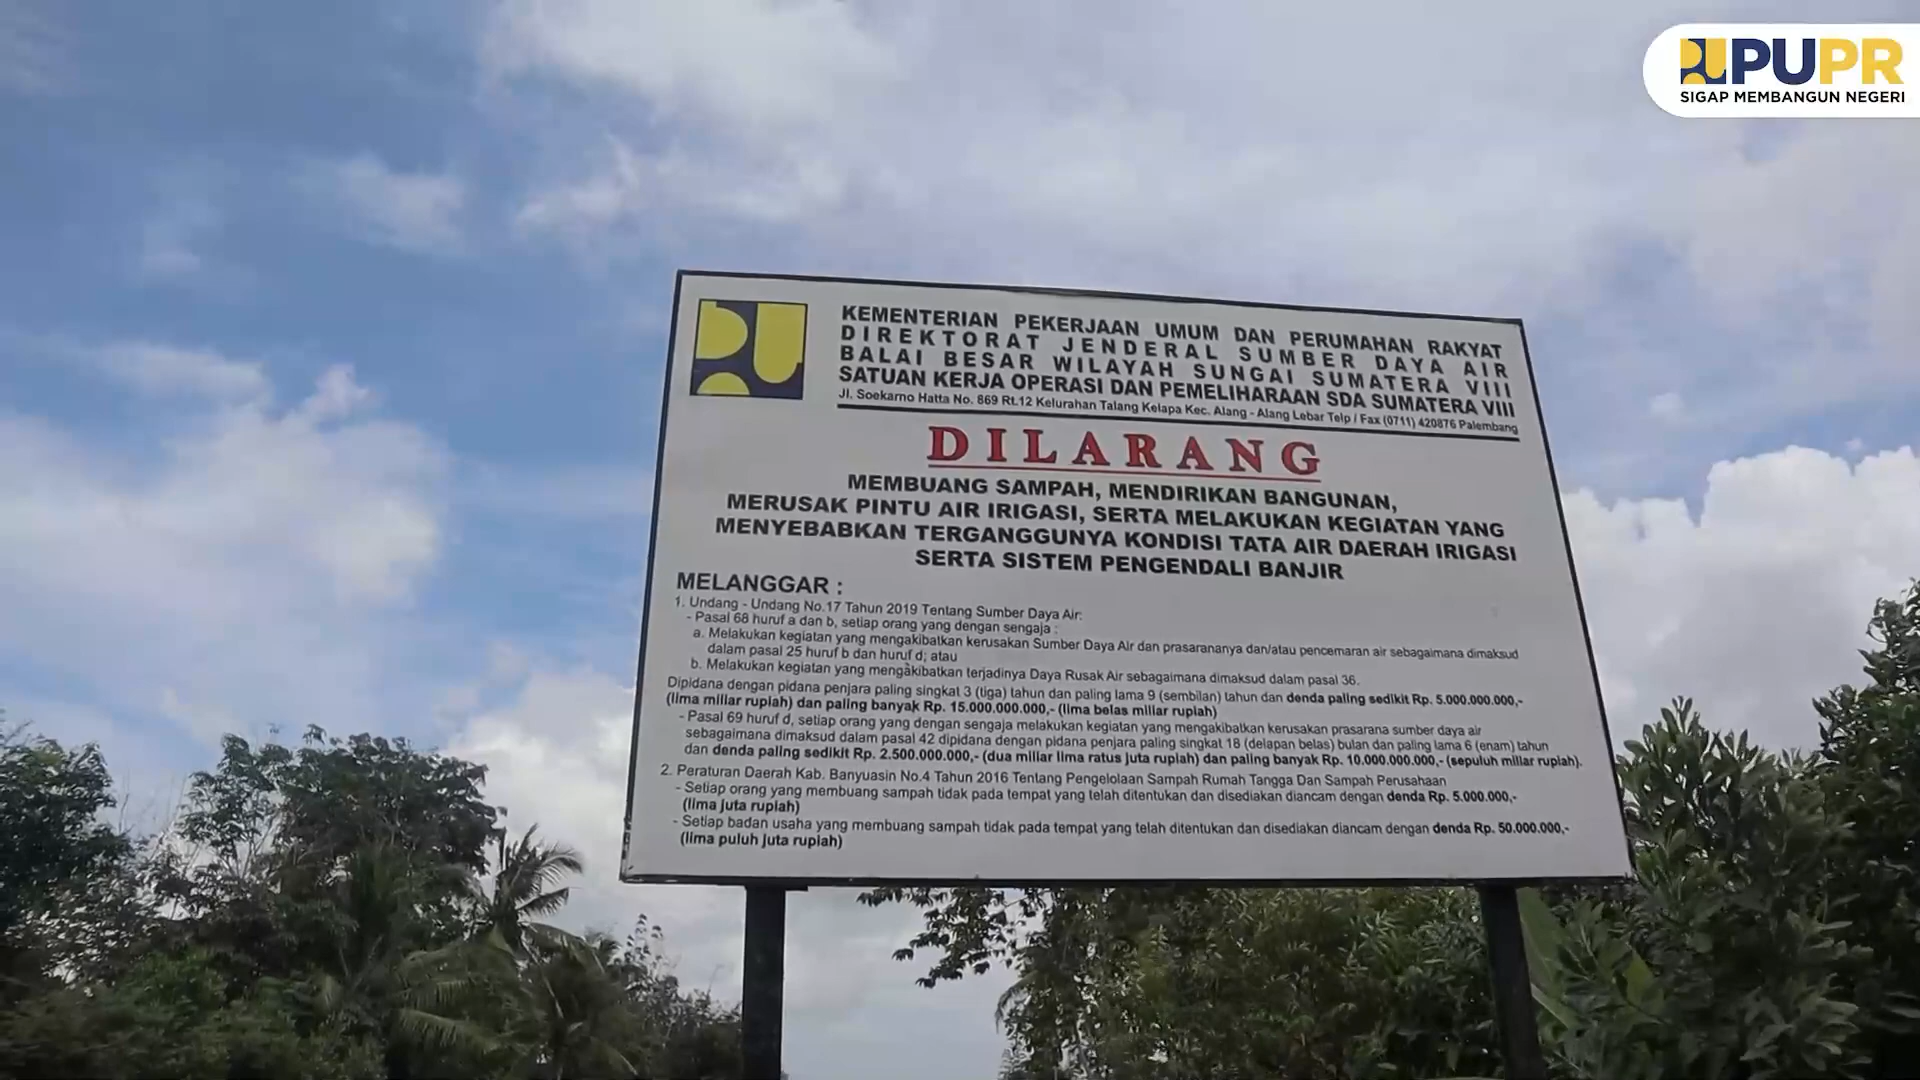 PUPR
SIGAP MEMBANGUN NEGERI
KEMENTERIAN PEKERJAAN UMUM DAN PERUMAHAN RAKYAT
DIREKTORAT JENDERAL SUMBER DAYA AIR
BALAI BESAR WILAYAH SUNGAI SUMATERA VIII
SATUAN KERJA OPERASI DAN PEMELIHARAAN SDA SUMATERA VIII
Jl. Soekarno Hatta No. 869 Rt.12 Kelurahan Talang Kelapa Kec. Alang - Alang Lebar Telp / Fax (0711) 420876 Palembang
DILARANG
MEMBUANG SAMPAH, MENDIRIKAN BANGUNAN,
MERUSAK PINTU AIR IRIGASI, SERTA MELAKUKAN KEGIATAN YANG
MENYEBABKAN TERGANGGUNYA KONDISI TATA AIR DAERAH IRIGASI
SERTA SISTEM PENGENDALI BANJIR
MELANGGAR :
1. Undang - Undang No.17 Tahun 2019 Tentang Sumber Daya Air:
- Pasal 68 huruf a dan b, setiap orang yang dengan sengaja :
a. Melakukan kegiatan yang mengakibatkan kerusakan Sumber Daya Air dan prasarananya dan/atau pencemaran air sebagaimana dimaksud
dalam pasal 25 huruf b dan huruf d; atau
b. Melakukan kegiatan yang mengakibatkan terjadinya Daya Rusak Air sebagaimana dimaksud dalam pasal 36.
Dipidana dengan pidana penjara paling singkat 3 (tiga) tahun dan paling lama 9 (sembilan) tahun dan denda paling sedikit Rp. 5.000.000.000,-
(lima miliar rupiah) dan paling banyak Rp. 15.000.000.000,- (lima belas miliar rupiah)
- Pasal 69 huruf d, setiap orang yang dengan sengaja melakukan kegiatan yang mengakibatkan kerusakan prasarana sumber daya air
sebagaimana dimaksud dalam pasal 42 dipidana dengan pidana penjara paling singkat 18 (delapan belas) bulan dan paling lama 6 (enam) tahun
dan denda paling sedikit Rp. 2.500.000.000,- (dua miliar lima ratus juta rupiah) dan paling banyak Rp. 10.000.000.000,- (sepuluh miliar rupiah).
2. Peraturan Daerah Kab. Banyuasin No.4 Tahun 2016 Tentang Pengelolaan Sampah Rumah Tangga Dan Sampah Perusahaan
- Setiap orang yang membuang sampah tidak pada tempat yang telah ditentukan dan disediakan diancam dengan denda Rp. 5.000.000,-
(lima juta rupiah)
- Setiap badan usaha yang membuang sampah tidak pada tempat yang telah ditentukan dan disediakan diancam dengan denda Rp. 50.000.000,-
(lima puluh juta rupiah)